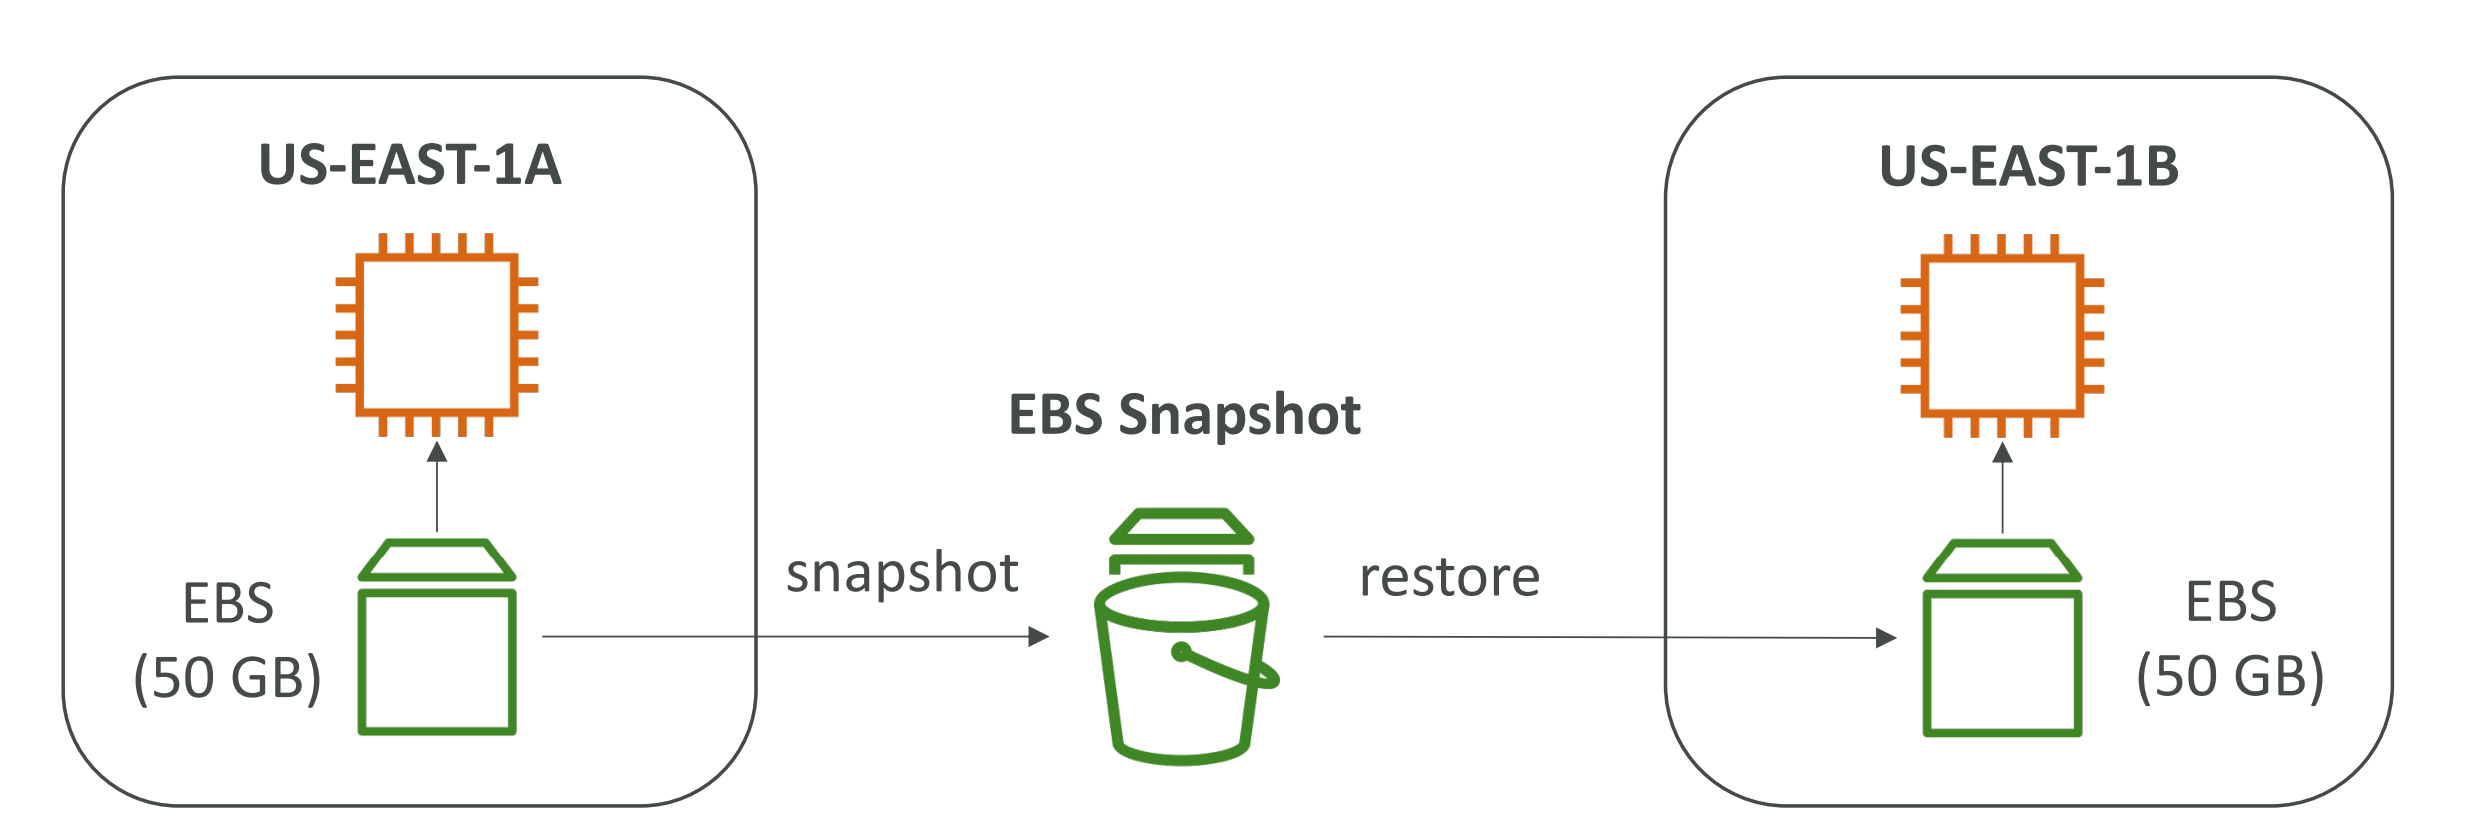 US-EAST-1A
EBS
(50 GB)
snapshot
EBS Snapshot
restore
US-EAST-1B
EBS
(50 GB)